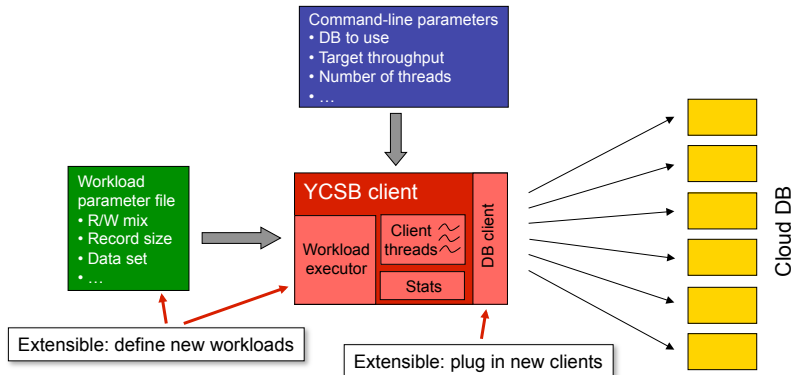 Command-line parameters
• DB to use
• Target throughput
• Number of threads
• …
Workload
parameter file
• R/W mix
• Record size
• Data set
• …
YCSB client
Workload
executor
Client
threads
Stats
DB client
Cloud DB
Extensible: define new workloads
Extensible: plug in new clients